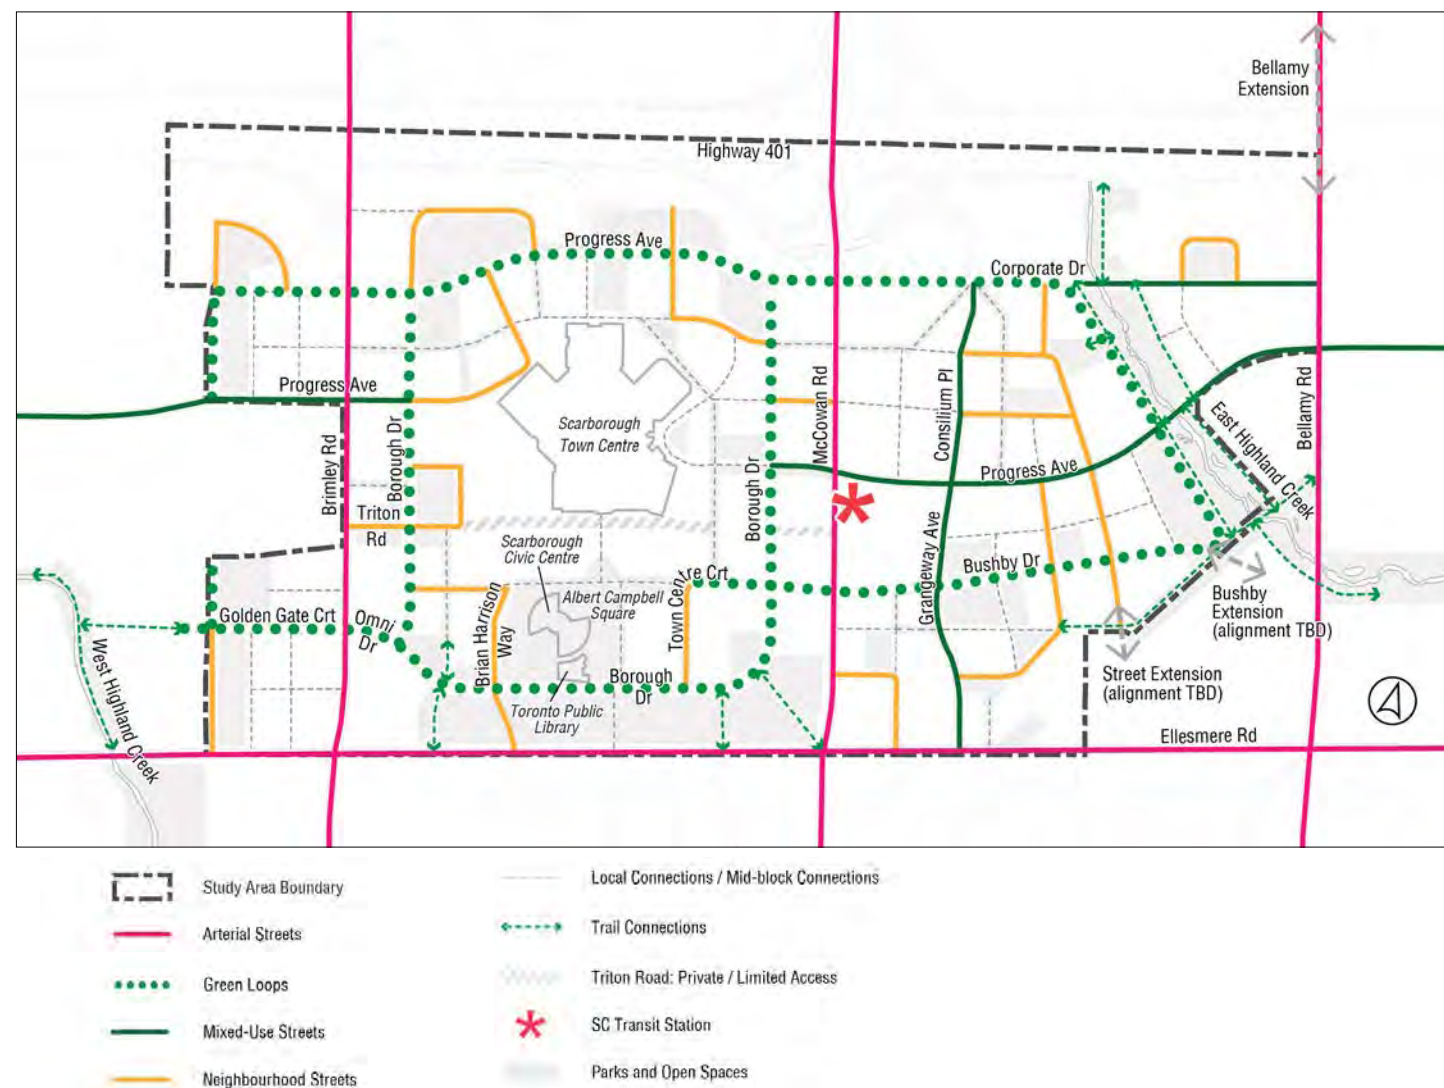 Bellamy
Extension
Highway 401
Progress Ave
Corporate Dr
Progress Ave
Brimley Rd
Borough Dr
Scarborough
Town Centre
McCowan Rd
Consilium Pl
Bellamy Rd
East Highland Creek
Progress Ave
Borough Dr
Triton
Rd
Scarborough
Civic Centre
Grangeway Ave
Bushby Dr
Town Centre Crt
Albert Campbell
Square
Brian Harrison
Way
Bushby
Extension
(alignment TBD)
Golden Gate Crt
Omni
Dr
West Highland Creek
Borough
Dr
Toronto Public
Library
Street Extension
(alignment TBD)
Ellesmere Rd
Study Area Boundary
Arterial Streets
Green Loops
Mixed-Use Streets
Neighbourhood Streets
Local Connections / Mid-block Connections
Trail Connections
Triton Road: Private / Limited Access
SC Transit Station
Parks and Open Spaces